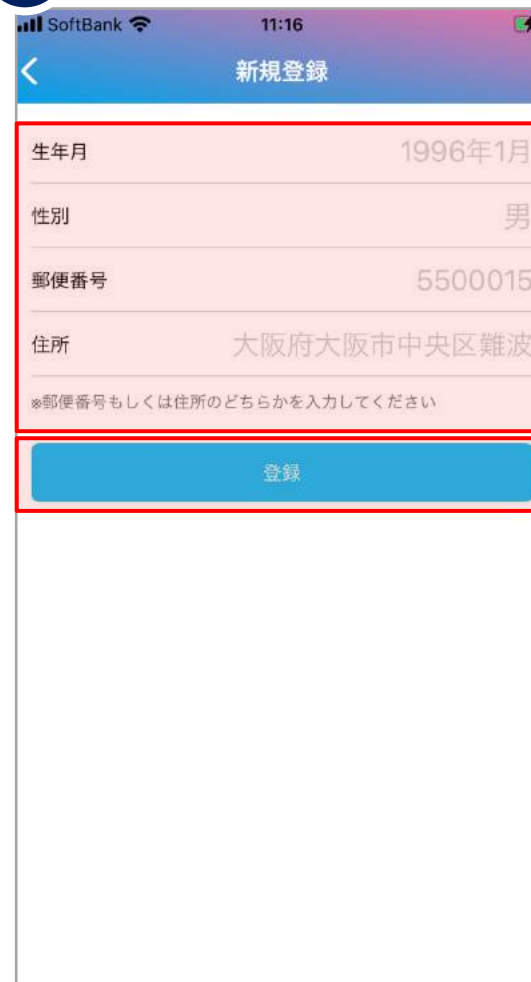 SoftBank 11:16
新規登録
生年月 1996年1月
性別 男
郵便番号 5500015
住所 大阪府大阪市中央区難波
※郵便番号もしくは住所のどちらかを入力してください
登録